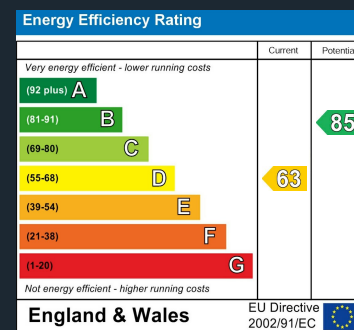 Energy Efficiency Rating
Current
Very energy efficient - lower running costs
(92 plus) A
(81-91) B
85
(69-80) C
(55-68) D
63
(39-54) E
(21-38) F
(1-20) G
Not energy efficient - higher running costs
England & Wales
EU Directive
2002/91/EC